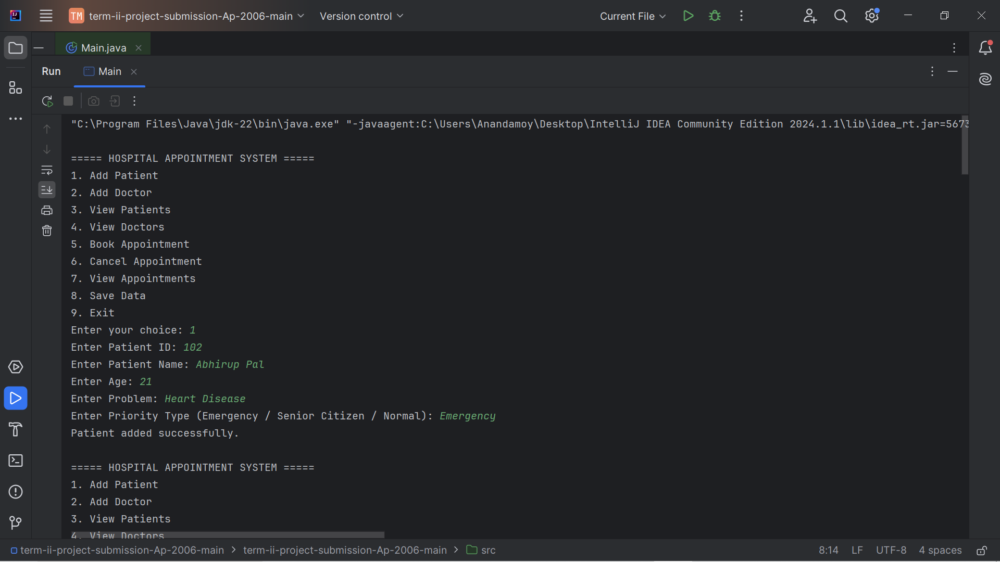 TM term-ii-project-submission-Ap-2006-main Version control Current File
Main.java
Run Main
"C:\Program Files\Java\jdk-22\bin\java.exe" "-javaagent:C:\Users\Anandamoy\Desktop\IntelliJ IDEA Community Edition 2024.1.1\lib\idea_rt.jar=5673
===== HOSPITAL APPOINTMENT SYSTEM =====
1. Add Patient
2. Add Doctor
3. View Patients
4. View Doctors
5. Book Appointment
6. Cancel Appointment
7. View Appointments
8. Save Data
9. Exit
Enter your choice: 1
Enter Patient ID: 102
Enter Patient Name: Abhirup Pal
Enter Age: 21
Enter Problem: Heart Disease
Enter Priority Type (Emergency / Senior Citizen / Normal): Emergency
Patient added successfully.
===== HOSPITAL APPOINTMENT SYSTEM =====
1. Add Patient
2. Add Doctor
3. View Patients
4. View Doctors
term-ii-project-submission-Ap-2006-main > term-ii-project-submission-Ap-2006-main > src 8:14 LF UTF-8 4 spaces